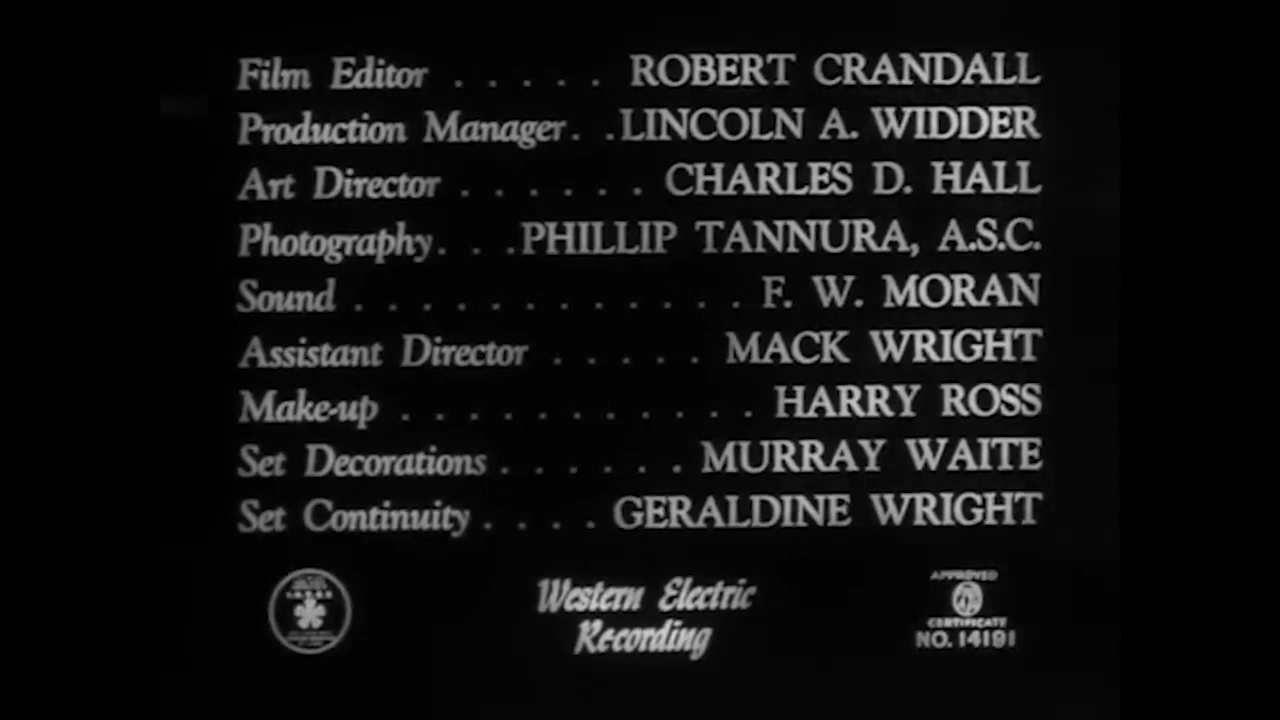 Film Editor . . . . . ROBERT CRANDALL
Production Manager. . .LINCOLN A. WIDDER
Art Director . . . . . . CHARLES D. HALL
Photography. . .PHILLIP TANNURA, A.S.C.
Sound . . . . . . . . . . . . F. W. MORAN
Assistant Director . . . . . MACK WRIGHT
Make-up . . . . . . . . . . . HARRY ROSS
Set Decorations . . . . . . MURRAY WAITE
Set Continuity . . . . GERALDINE WRIGHT
Western Electric
Recording
APPROVED
CERTIFICATE
NO. 14191